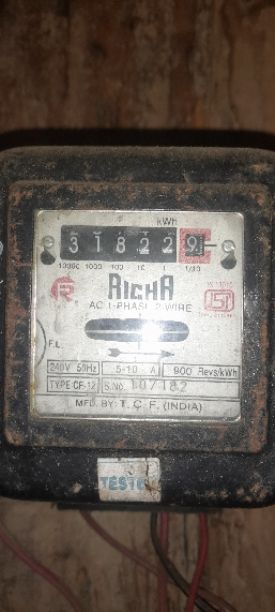 kWh
3 1 8 2 2 9
10000 1000 100 10 1 1/10
R
RICHA
AC 1-PHASE 2 WIRE
F.L.
240V 50Hz 5-10 A 900 Revs/kWh
TYPE CF-12 S.No. 107182
MFD. BY: T. C. F. (INDIA)
TESTED